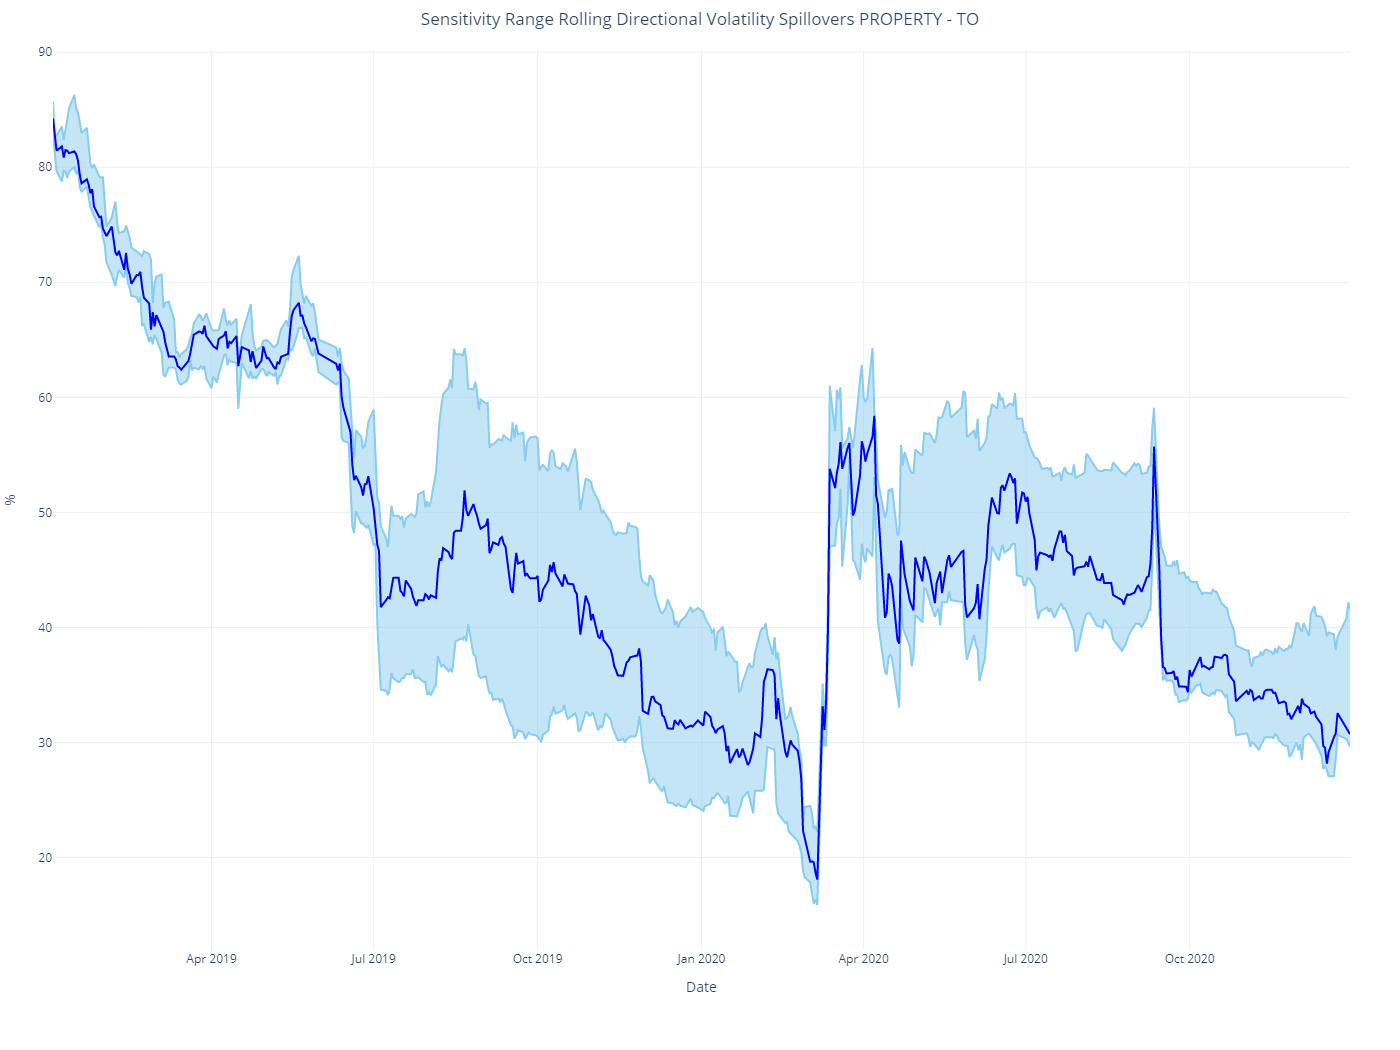 Sensitivity Range Rolling Directional Volatility Spillovers PROPERTY - TO
90
80
70
60
50
40
30
20
%
Apr 2019
Jul 2019
Oct 2019
Jan 2020
Apr 2020
Jul 2020
Oct 2020
Date